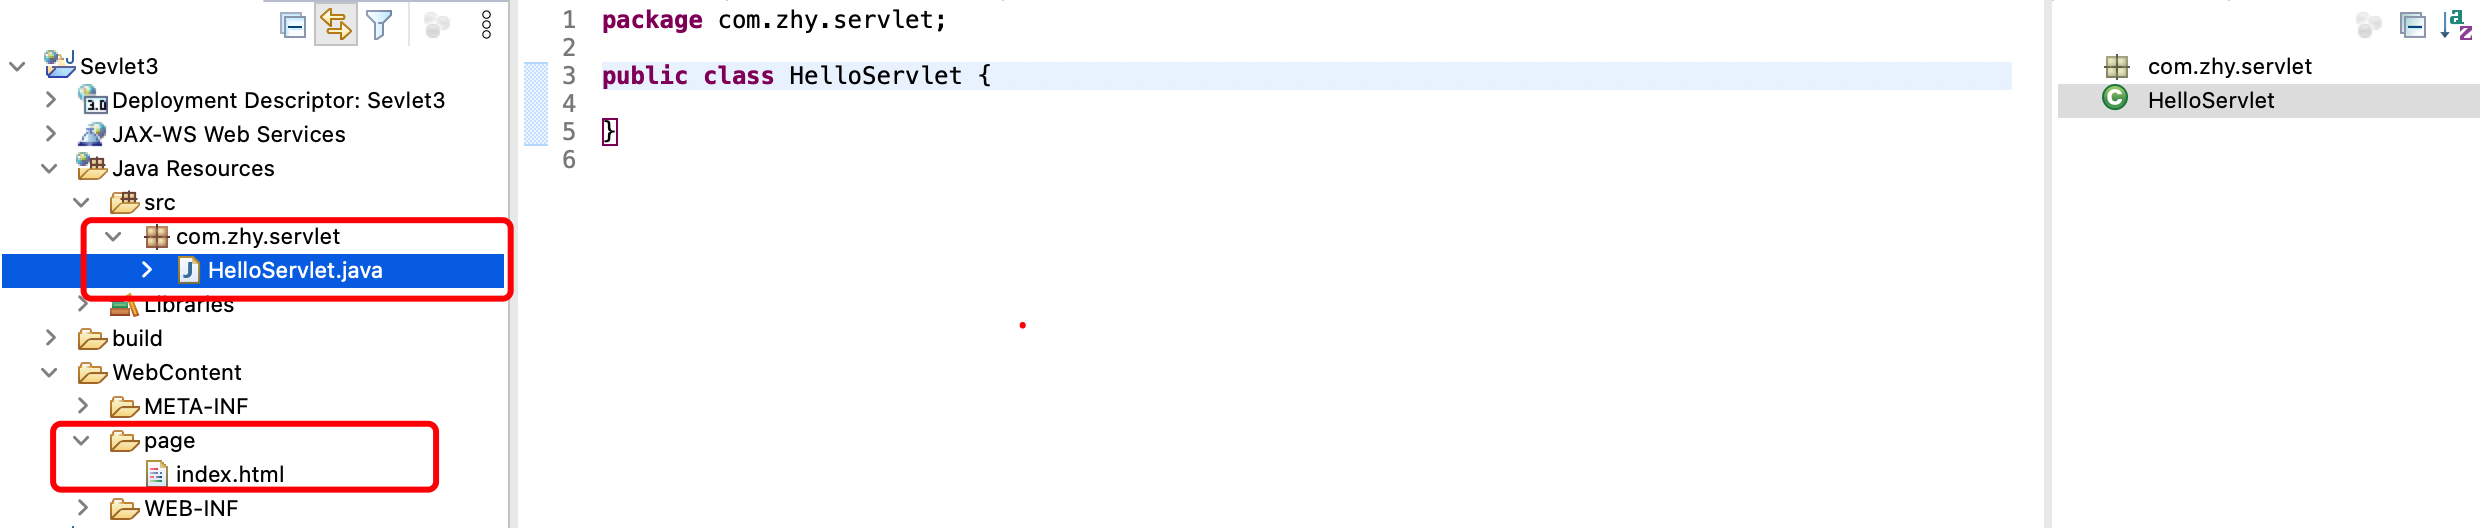 Sevlet3
3.0 Deployment Descriptor: Sevlet3
JAX-WS Web Services
Java Resources
src
com.zhy.servlet
J HelloServlet.java
Libraries
build
WebContent
META-INF
page
index.html
WEB-INF
1 package com.zhy.servlet;
2
3 public class HelloServlet {
4
5 }
6
a z
com.zhy.servlet
C HelloServlet